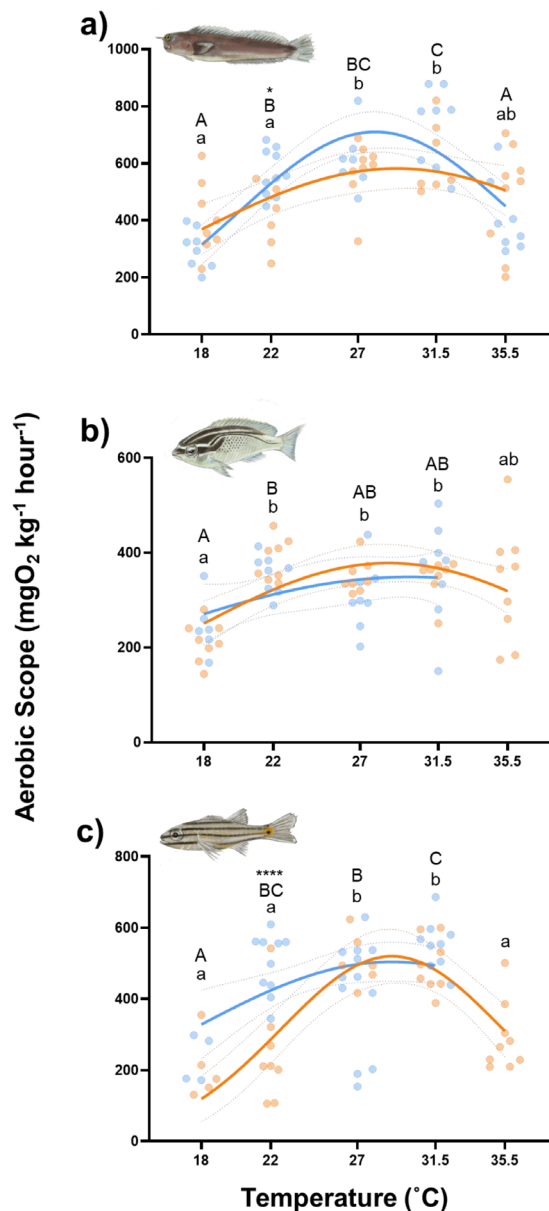 a)
1000
800
600
400
200
0
A
a
*
B
a
BC
b
C
b
A
ab
18 22 27 31.5 35.5
b)
600
400
200
0
A
a
B
b
AB
b
AB
b
ab
18 22 27 31.5 35.5
Aerobic Scope (mgO₂ kg⁻¹ hour⁻¹)
c)
800
600
400
200
0
A
a
****
BC
a
B
b
C
b
a
18 22 27 31.5 35.5
Temperature (˚C)